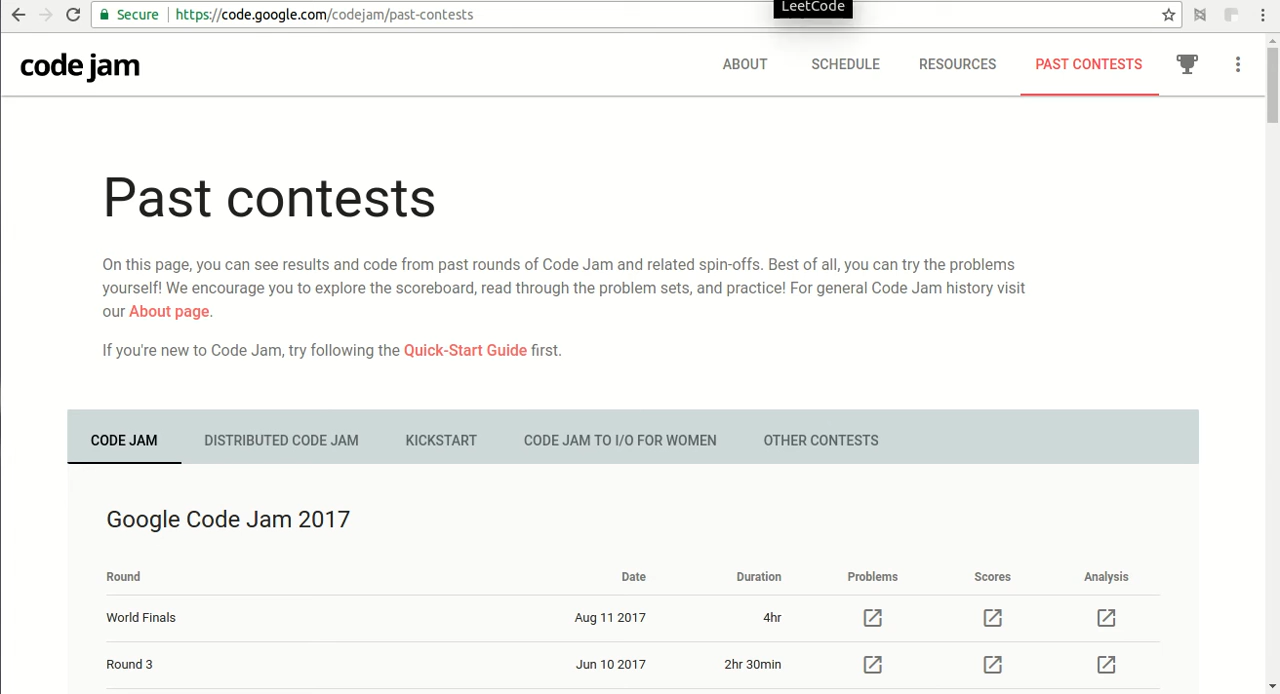 LeetCode
Secure https://code.google.com/codejam/past-contests
code jam
ABOUT SCHEDULE RESOURCES PAST CONTESTS
Past contests
On this page, you can see results and code from past rounds of Code Jam and related spin-offs. Best of all, you can try the problems
yourself! We encourage you to explore the scoreboard, read through the problem sets, and practice! For general Code Jam history visit
our About page.
If you're new to Code Jam, try following the Quick-Start Guide first.
CODE JAM DISTRIBUTED CODE JAM KICKSTART CODE JAM TO I/O FOR WOMEN OTHER CONTESTS
Google Code Jam 2017
Round Date Duration Problems Scores Analysis
World Finals Aug 11 2017 4hr
Round 3 Jun 10 2017 2hr 30min